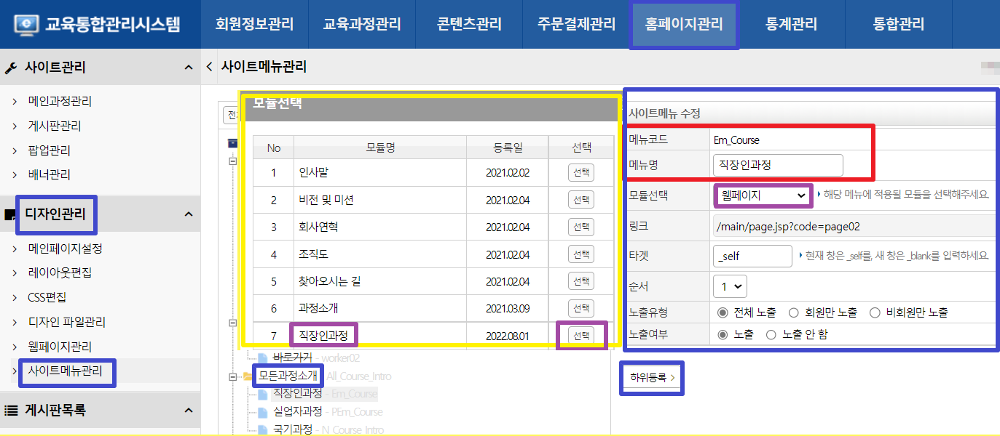 교육통합관리시스템
회원정보관리 교육과정관리 콘텐츠관리 주문결제관리 홈페이지관리 통계관리 통합관리
사이트관리
메인과정관리
게시판관리
팝업관리
배너관리
디자인관리
메인페이지설정
레이아웃편집
CSS편집
디자인 파일관리
웹페이지관리
사이트메뉴관리
게시판목록
사이트메뉴관리
모듈선택
No 모듈명 등록일 선택
1 인사말 2021.02.02 선택
2 비전 및 미션 2021.02.04 선택
3 회사연혁 2021.02.04 선택
4 조직도 2021.02.04 선택
5 찾아오시는 길 2021.02.04 선택
6 과정소개 2021.03.09 선택
7 직장인과정 2022.08.01 선택
바로가기 - worker02
모든과정소개 All_Course_Intro
직장인과정 - Em_Course
실업자과정 - PEm_Course
국기과정 - N_Course_Intro
사이트메뉴 수정
메뉴코드 Em_Course
메뉴명 직장인과정
모듈선택 웹페이지 해당 메뉴에 적용될 모듈을 선택해주세요.
링크 /main/page.jsp?code=page02
타겟 _self 현재 창은 _self를, 새 창은 _blank를 입력하세요.
순서 1
노출유형 전체 노출 회원만 노출 비회원만 노출
노출여부 노출 노출 안 함
하위등록